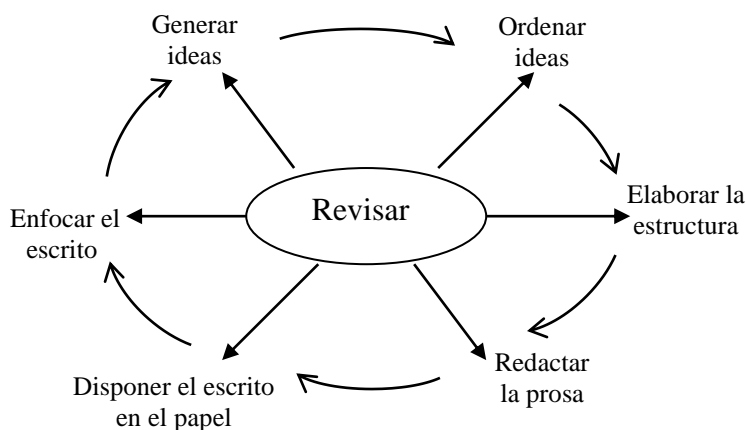 Generar
ideas
Ordenar
ideas
Revisar
Elaborar la
estructura
Enfocar el
escrito
Redactar
la prosa
Disponer el escrito
en el papel